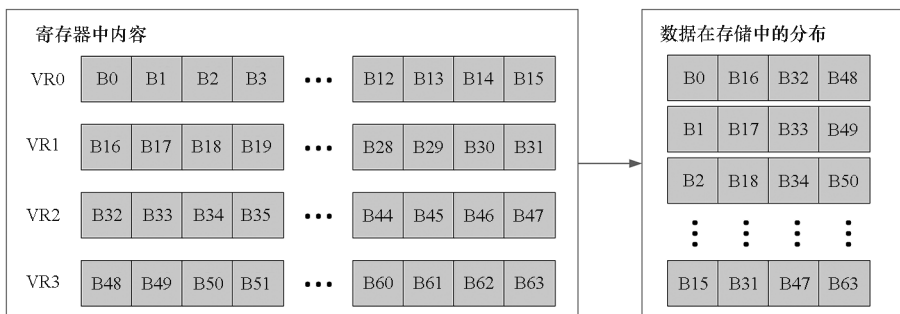 寄存器中内容
VR0 B0 B1 B2 B3 ••• B12 B13 B14 B15
VR1 B16 B17 B18 B19 ••• B28 B29 B30 B31
VR2 B32 B33 B34 B35 ••• B44 B45 B46 B47
VR3 B48 B49 B50 B51 ••• B60 B61 B62 B63
数据在存储中的分布
B0 B16 B32 B48
B1 B17 B33 B49
B2 B18 B34 B50
B15 B31 B47 B63